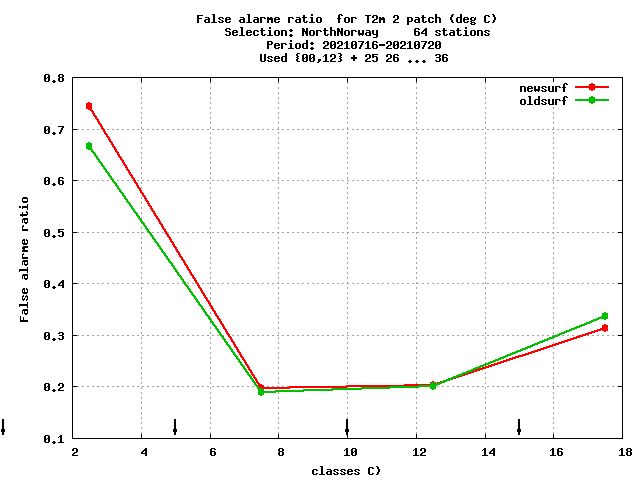 False alarme ratio  for T2m 2 patch (deg C)
Selection: NorthNorway     64 stations
Period: 20210716-20210720
Used {00,12} + 25 26 ... 36
newsurf
oldsurf
0.8
0.7
0.6
0.5
0.4
0.3
0.2
0.1
False alarme ratio
2 4 6 8 10 12 14 16 18
classes C)